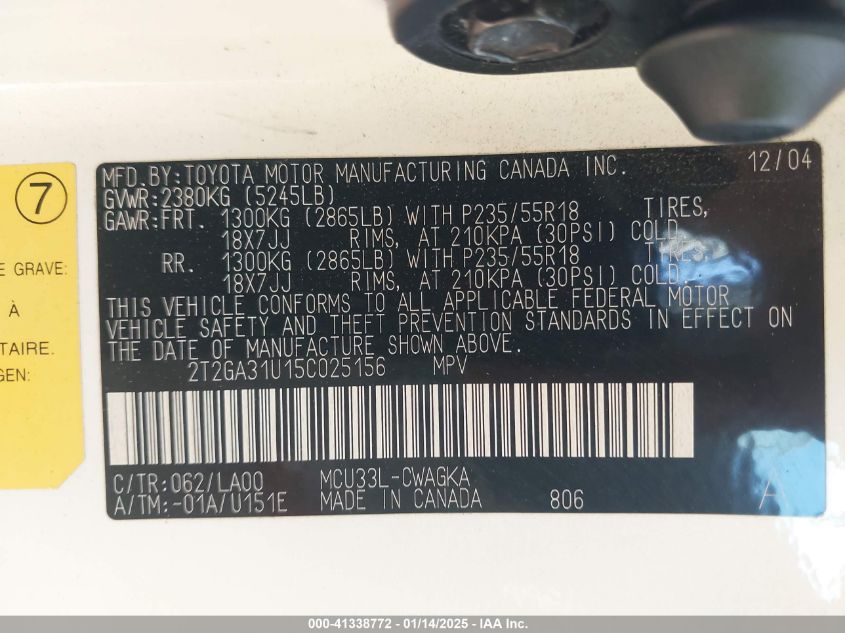 7
E GRAVE:
À
TAIRE.
GEN:
MFD.BY:TOYOTA MOTOR MANUFACTURING CANADA INC. 12/04
GVWR:2380KG (5245LB)
GAWR:FRT. 1300KG (2865LB) WITH P235/55R18 TIRES,
18X7JJ RIMS, AT 210KPA (30PSI) COLD.
RR. 1300KG (2865LB) WITH P235/55R18 TIRES,
18X7JJ RIMS, AT 210KPA (30PSI) COLD.
THIS VEHICLE CONFORMS TO ALL APPLICABLE FEDERAL MOTOR
VEHICLE SAFETY AND THEFT PREVENTION STANDARDS IN EFFECT ON
THE DATE OF MANUFACTURE SHOWN ABOVE.
2T2GA31U15C025156 MPV
C/TR:062/LA00 MCU33L-CWAGKA
A/TM:-01A/U151E MADE IN CANADA 806 A
000-41338772 - 01/14/2025 - IAA Inc.